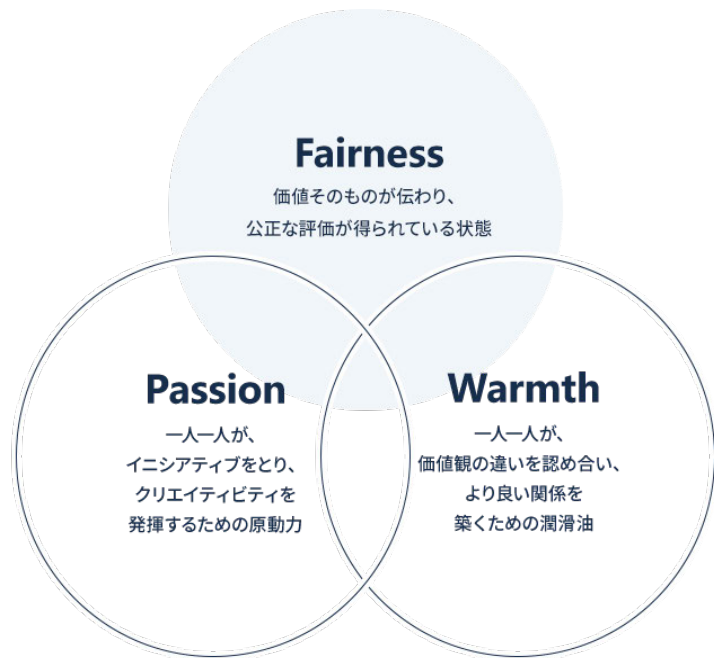 Fairness
価値そのものが伝わり、
公正な評価が得られている状態
Passion
一人一人が、
イニシアティブをとり、
クリエイティビティを
発揮するための原動力
Warmth
一人一人が、
価値観の違いを認め合い、
より良い関係を
築くための潤滑油